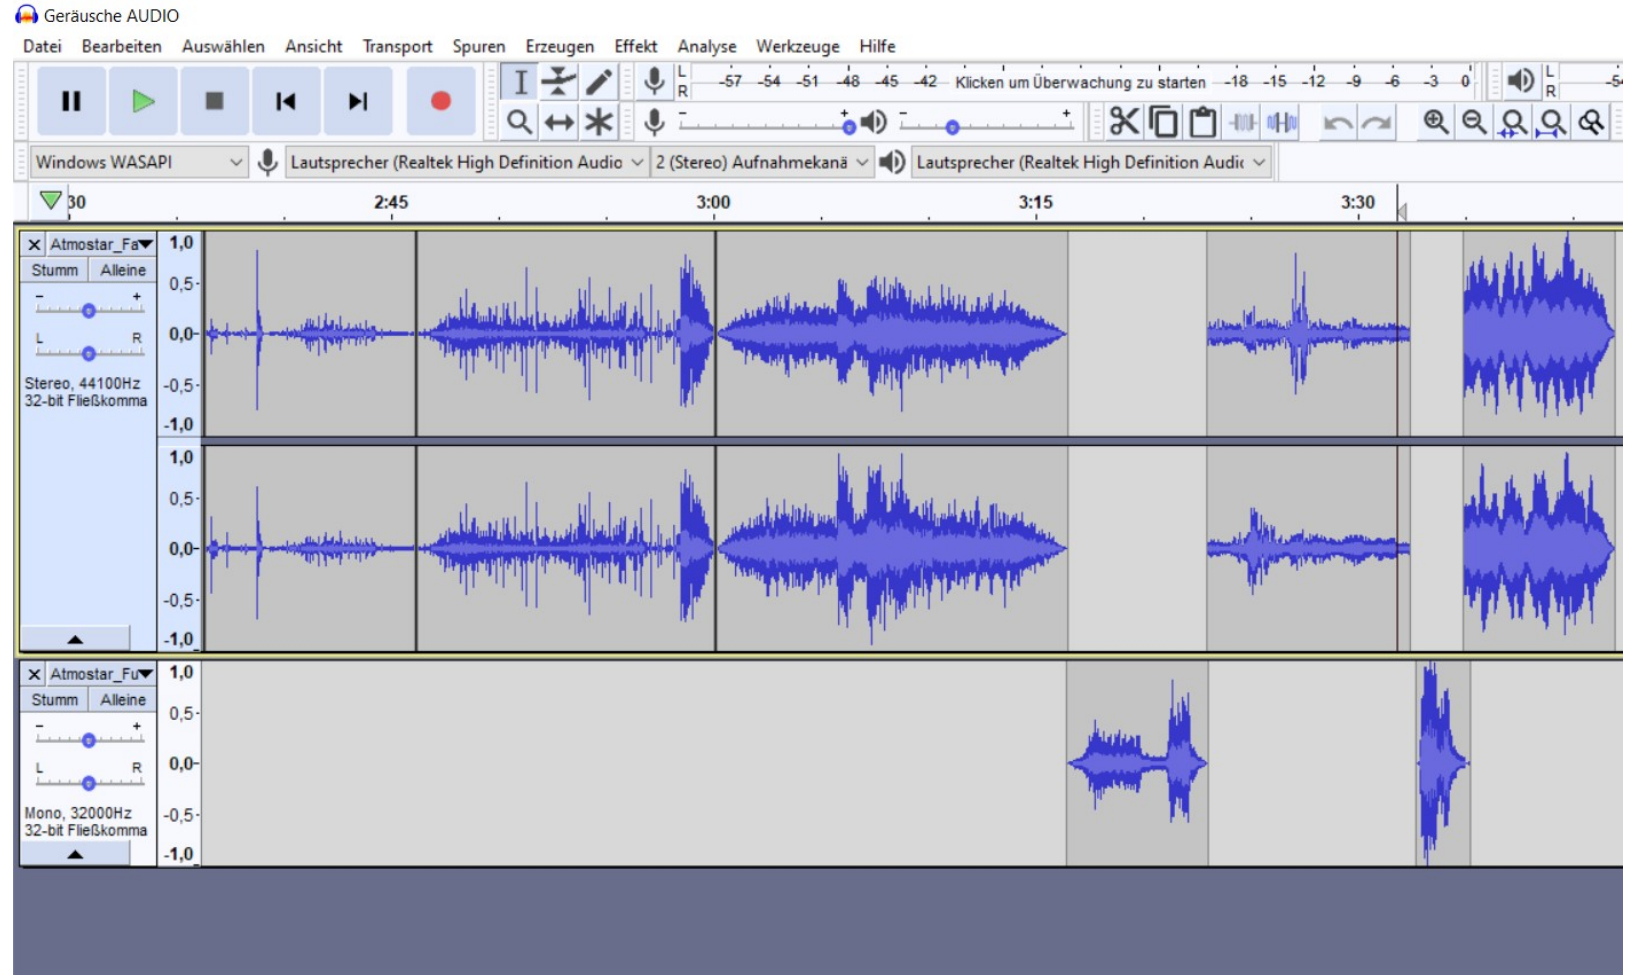 Geräusche AUDIO
Datei Bearbeiten Auswählen Ansicht Transport Spuren Erzeugen Effekt Analyse Werkzeuge Hilfe
L
R
-57 -54 -51 -48 -45 -42 Klicken um Überwachung zu starten -18 -15 -12 -9 -6 -3 0
L
R
-54
- +
- +
Windows WASAPI
Lautsprecher (Realtek High Definition Audio
2 (Stereo) Aufnahmekanä
Lautsprecher (Realtek High Definition Audic
30 2:45 3:00 3:15 3:30
X Atmostar_Fa
Stumm Alleine
- +
L R
Stereo, 44100Hz
32-bit Fließkomma
1,0
0,5-
0,0-
-0,5-
-1,0
1,0
0,5-
0,0-
-0,5-
-1,0
X Atmostar_Fu
Stumm Alleine
- +
L R
Mono, 32000Hz
32-bit Fließkomma
1,0
0,5-
0,0-
-0,5-
-1,0